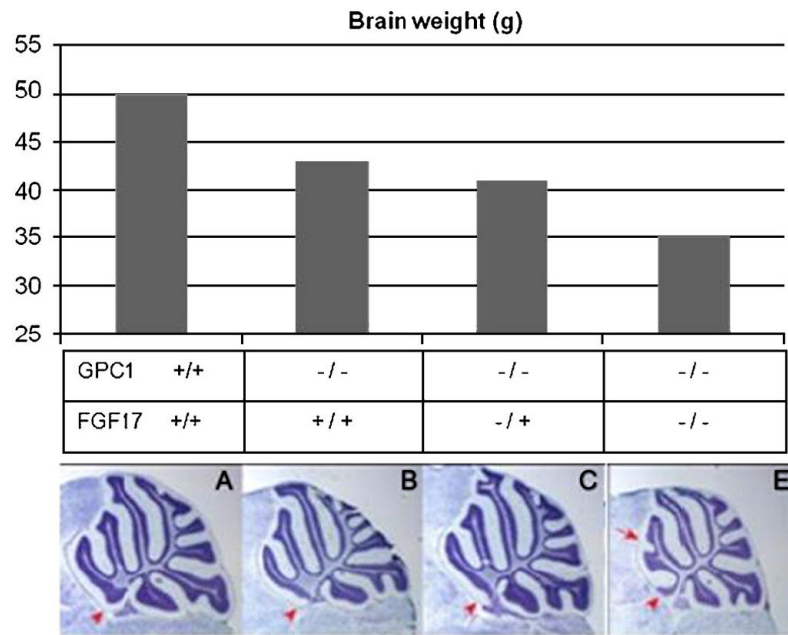 Brain weight (g)
55
50
45
40
35
30
25
GPC1 +/+ -/- -/- -/-
FGF17 +/+ +/+ -/+ -/-
A B C E